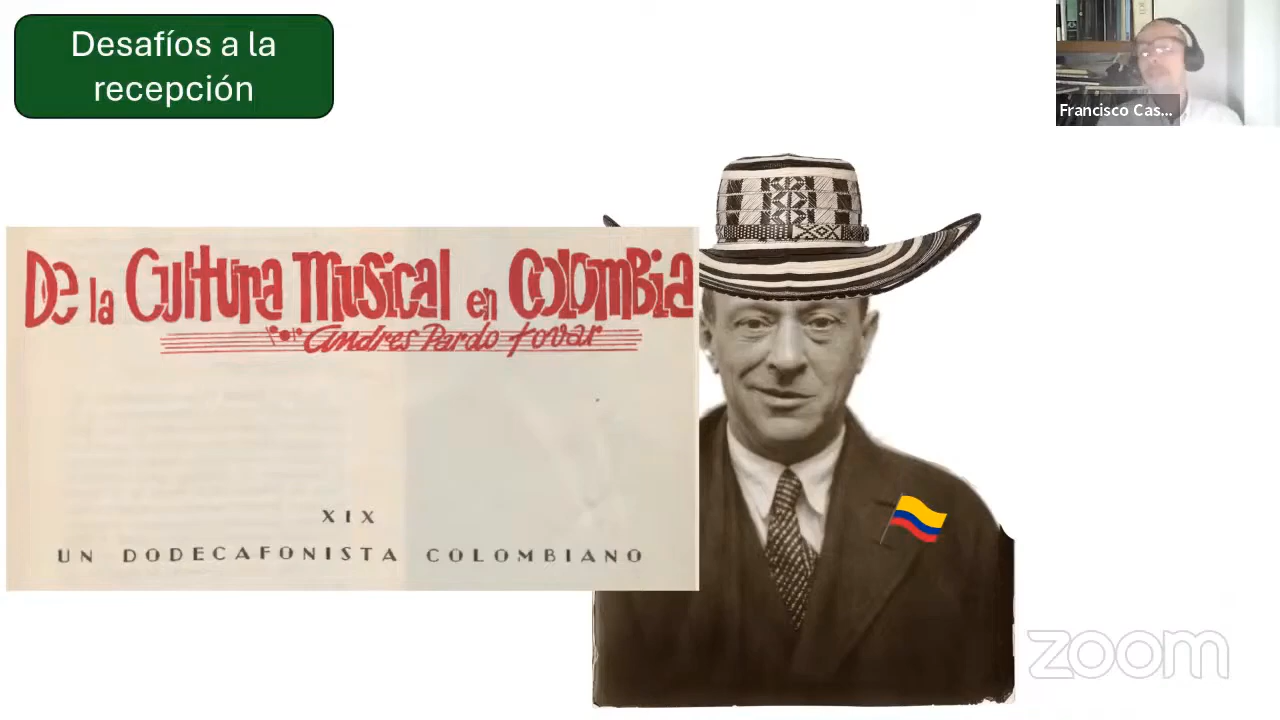 Desafíos a la
recepción
Francisco Cas...
De la Cultura Musical en Colombia
por Andres Pardo Tovar
XIX
UN DODECAFONISTA COLOMBIANO
zoom